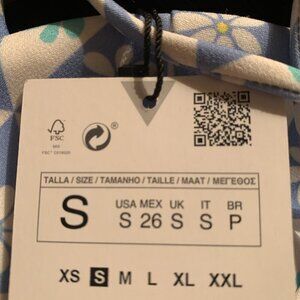 FSC
TALLA / SIZE / TAMANHO / TAILLE / MAAT / ΜΕΓΕΘΟΣ
S
USA MEX UK IT BR
S 26 S S P
XS S M L XL XXL